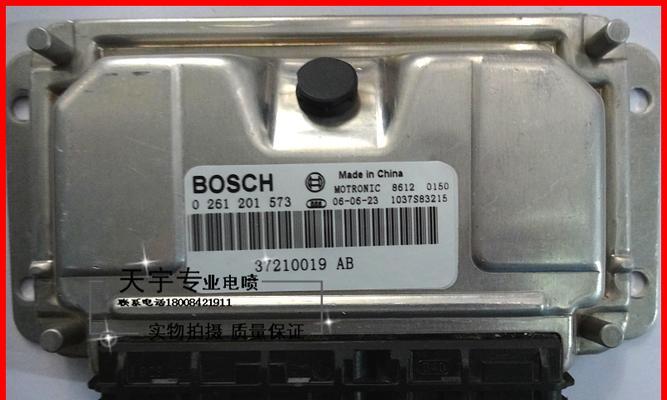 BOSCH
Made in China
MOTRONIC 8612 0150
0 261 201 573 06-06-23 1037S83215
37210019 AB
天宇专业电喷
联系电话18008421911
实物拍摄 质量保证